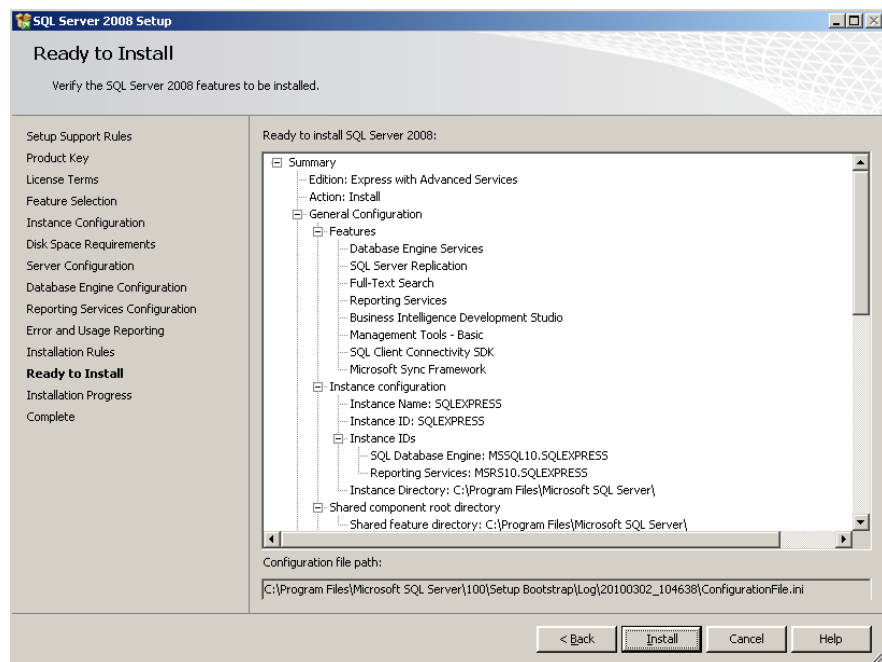 SQL Server 2008 Setup
Ready to Install
Verify the SQL Server 2008 features to be installed.
Setup Support Rules
Product Key
License Terms
Feature Selection
Instance Configuration
Disk Space Requirements
Server Configuration
Database Engine Configuration
Reporting Services Configuration
Error and Usage Reporting
Installation Rules
Ready to Install
Installation Progress
Complete
Ready to install SQL Server 2008:
Summary
Edition: Express with Advanced Services
Action: Install
General Configuration
Features
Database Engine Services
SQL Server Replication
Full-Text Search
Reporting Services
Business Intelligence Development Studio
Management Tools - Basic
SQL Client Connectivity SDK
Microsoft Sync Framework
Instance configuration
Instance Name: SQLEXPRESS
Instance ID: SQLEXPRESS
Instance IDs
SQL Database Engine: MSSQL10.SQLEXPRESS
Reporting Services: MSRS10.SQLEXPRESS
Instance Directory: C:\Program Files\Microsoft SQL Server\
Shared component root directory
Shared feature directory: C:\Program Files\Microsoft SQL Server\
Configuration file path:
C:\Program Files\Microsoft SQL Server\100\Setup Bootstrap\Log\20100302_104638\ConfigurationFile.ini
< Back
Install
Cancel
Help